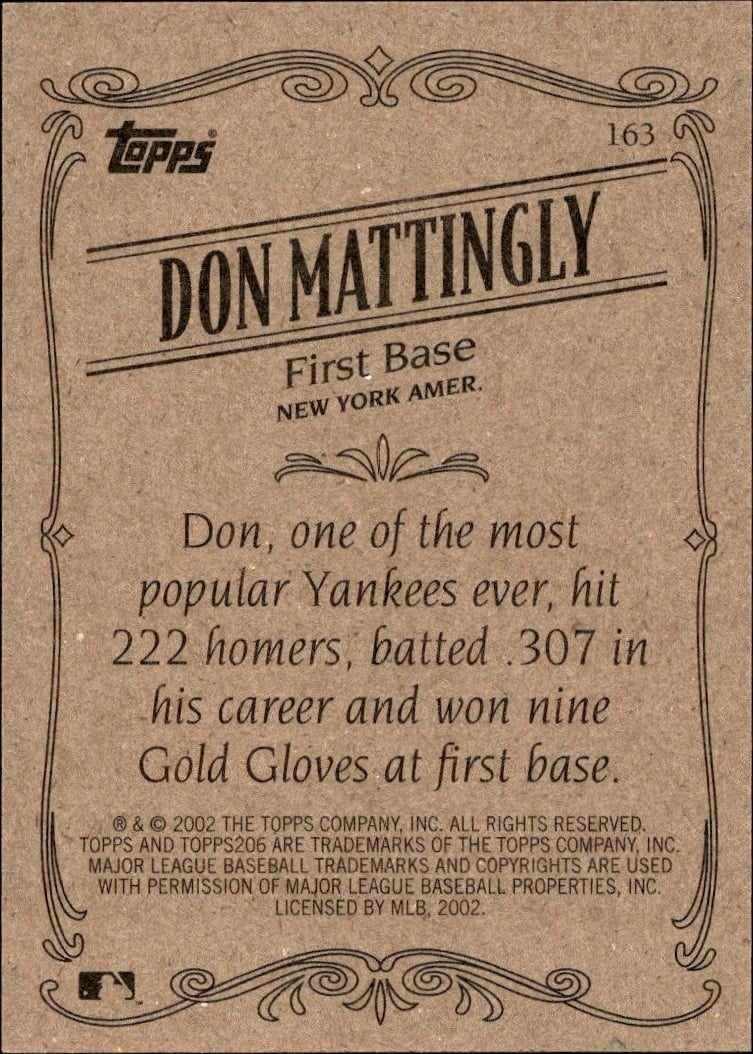 Topps®
163
DON MATTINGLY
First Base
NEW YORK AMER.
Don, one of the most
popular Yankees ever, hit
222 homers, batted .307 in
his career and won nine
Gold Gloves at first base.
® & © 2002 THE TOPPS COMPANY, INC. ALL RIGHTS RESERVED.
TOPPS AND TOPPS206 ARE TRADEMARKS OF THE TOPPS COMPANY, INC.
MAJOR LEAGUE BASEBALL TRADEMARKS AND COPYRIGHTS ARE USED
WITH PERMISSION OF MAJOR LEAGUE BASEBALL PROPERTIES, INC.
LICENSED BY MLB, 2002.
™